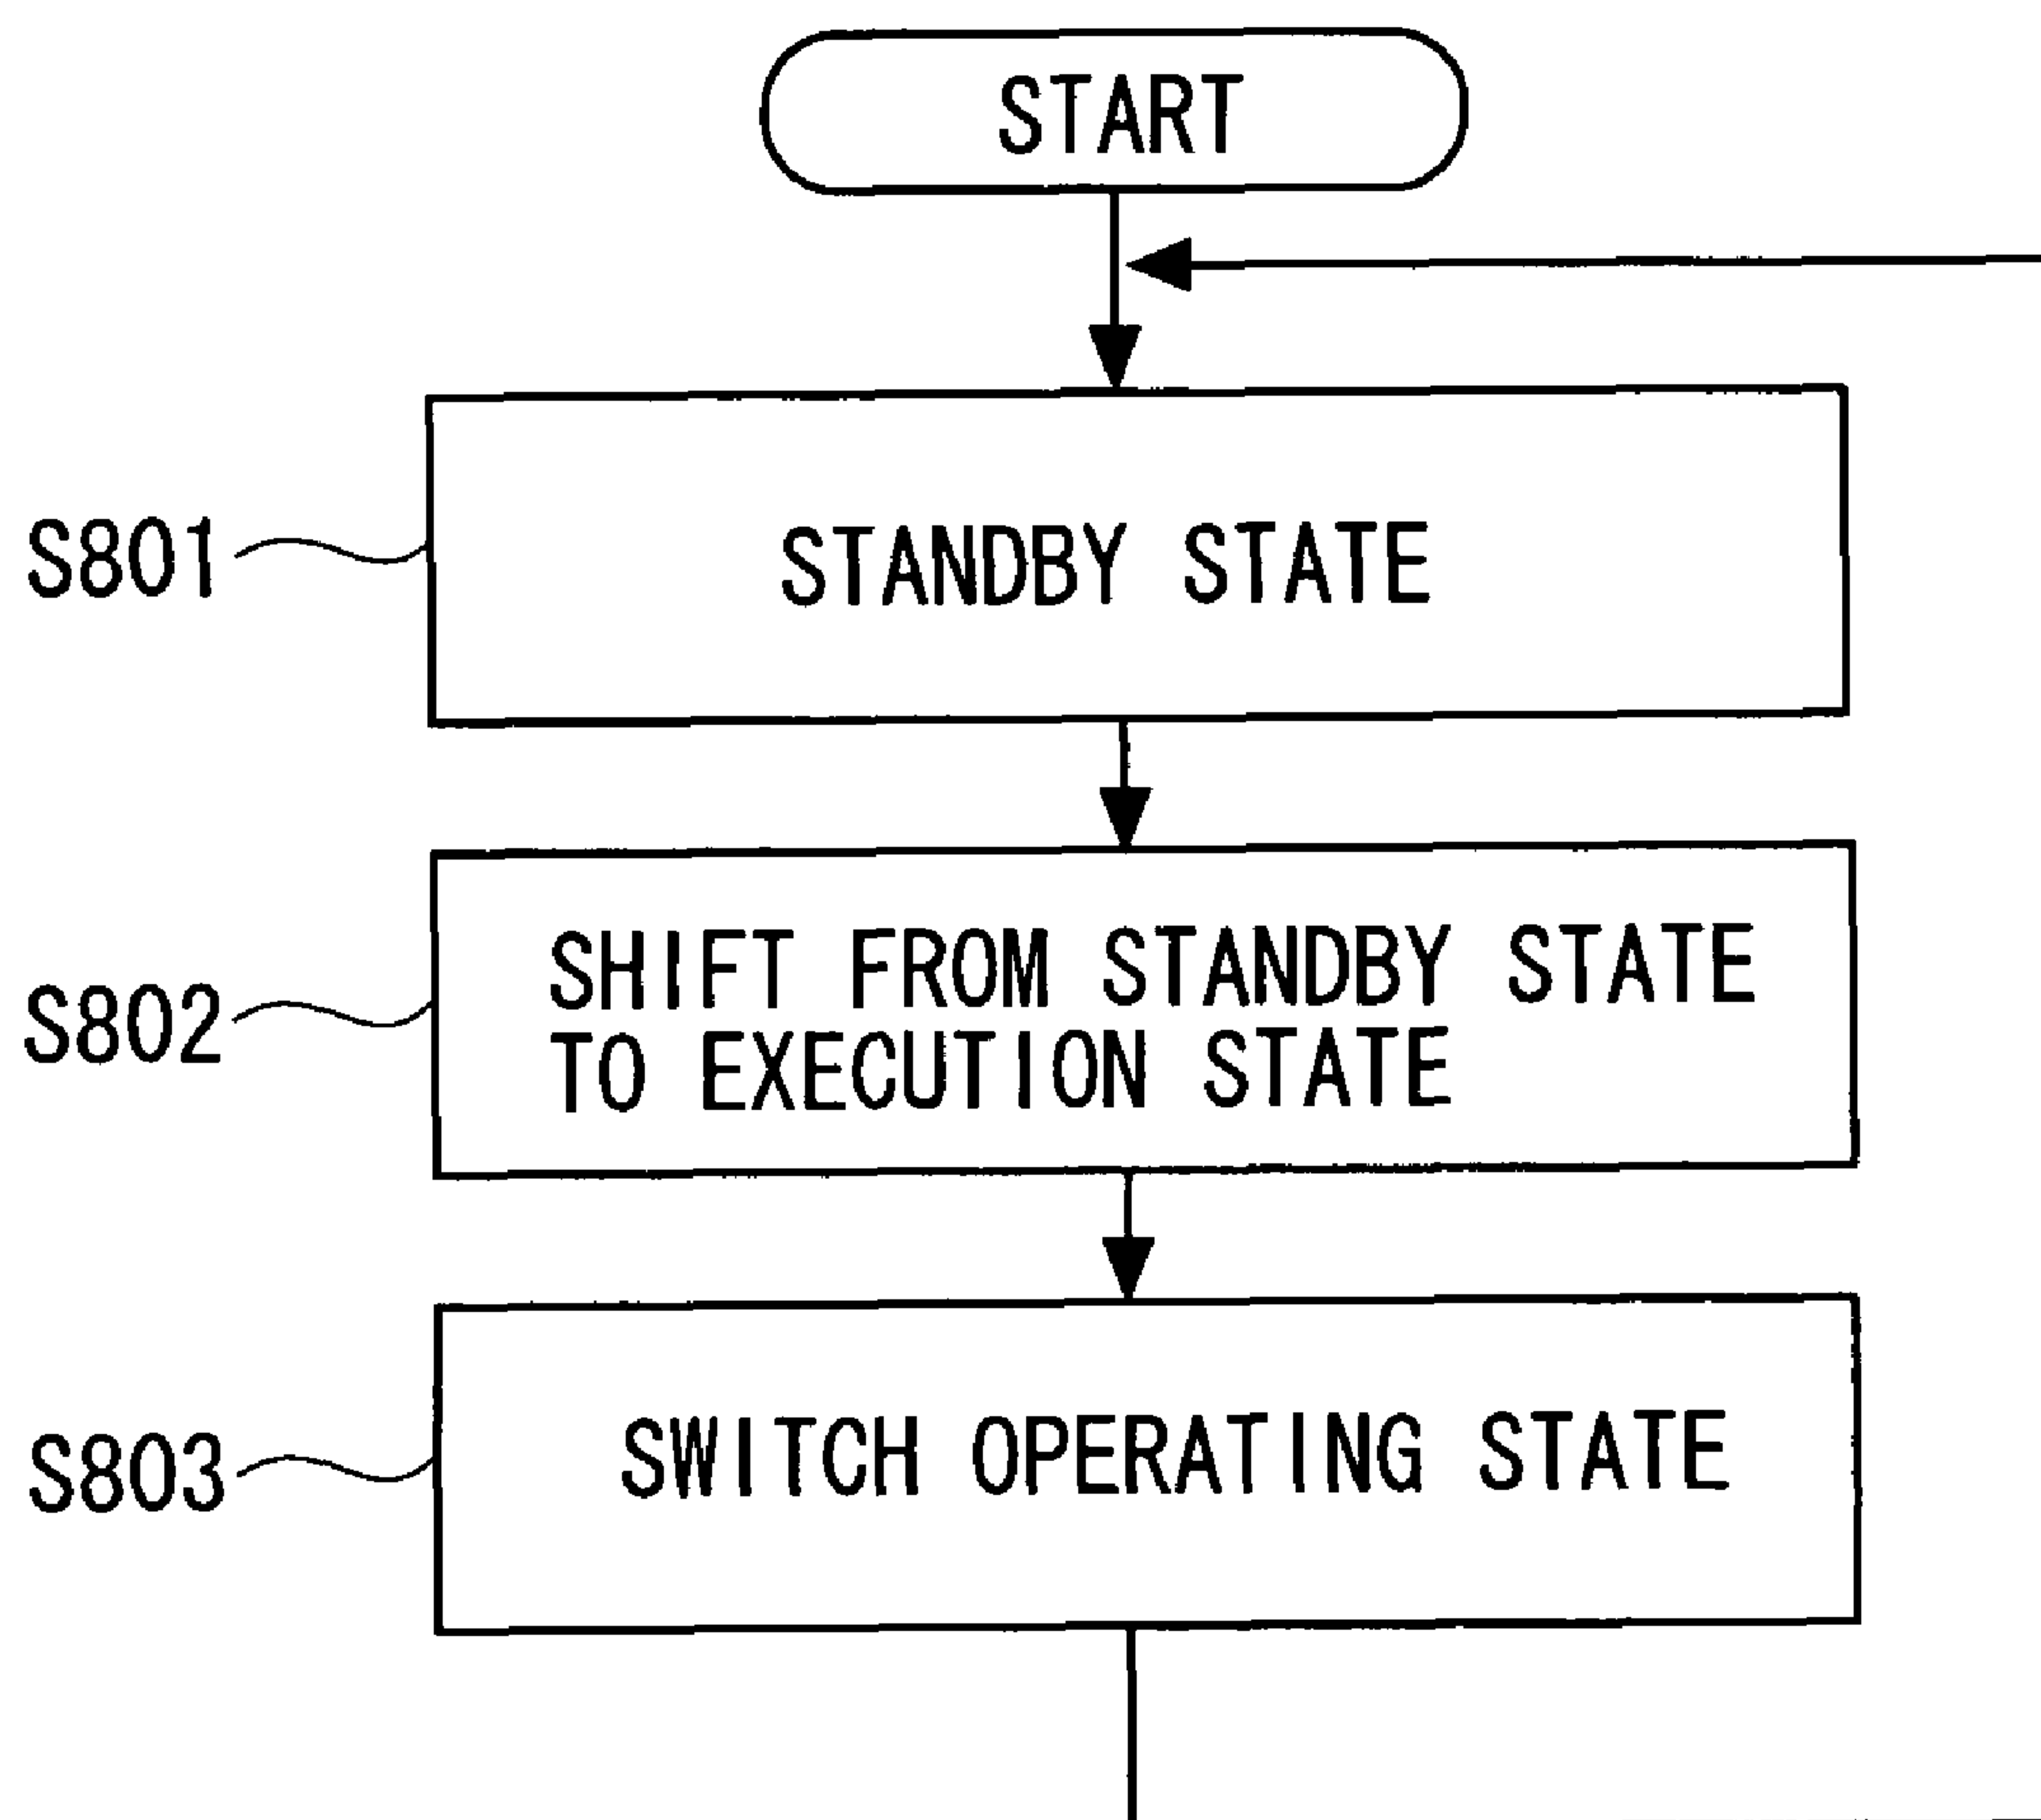 START
S801
STANDBY STATE
S802
SHIFT FROM STANDBY STATE
TO EXECUTION STATE
S803
SWITCH OPERATING STATE